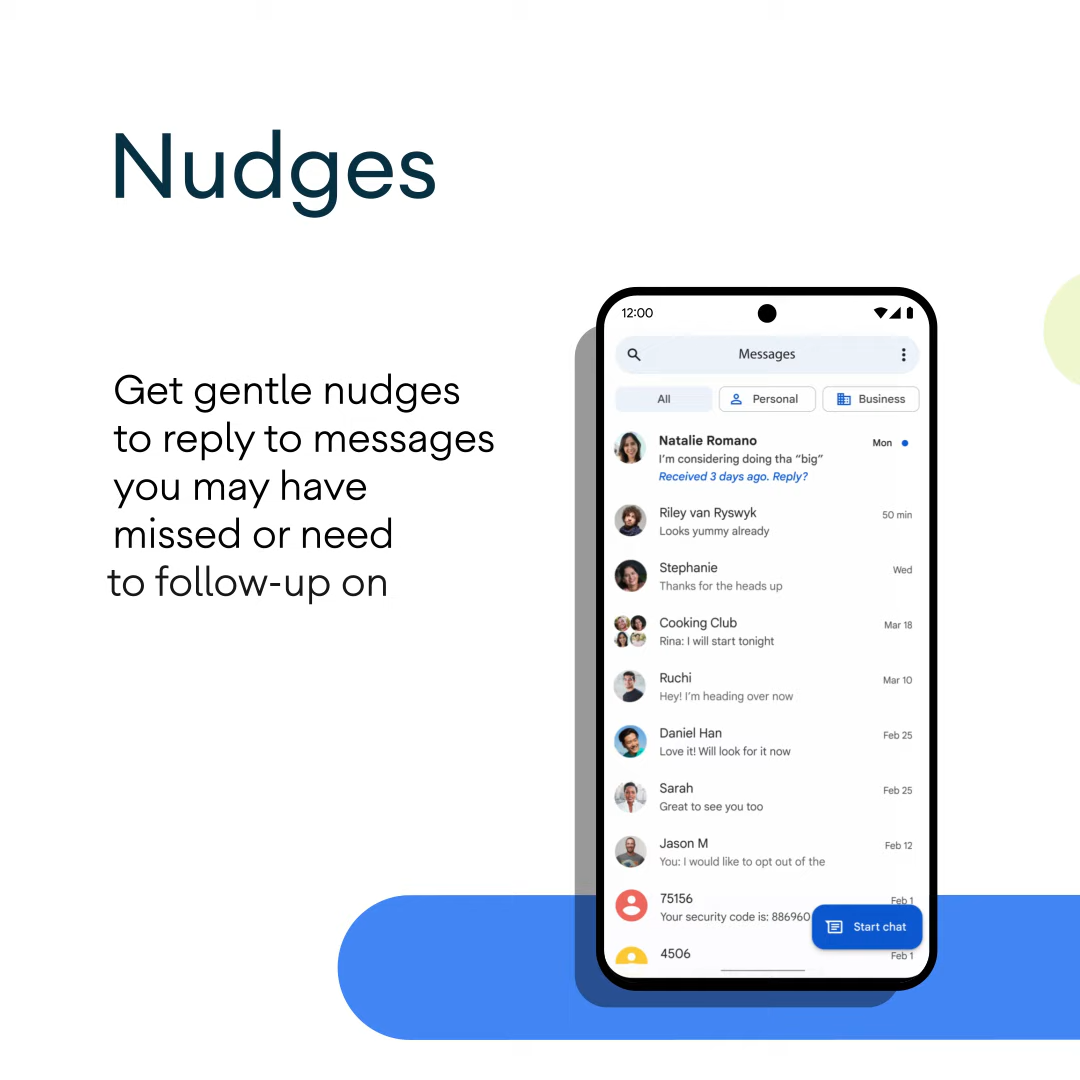 Nudges
Get gentle nudges
to reply to messages
you may have
missed or need
to follow-up on
12:00
Messages
All
Personal
Business
Natalie Romano
Mon
I'm considering doing tha “big”
Received 3 days ago. Reply?
Riley van Ryswyk
50 min
Looks yummy already
Stephanie
Wed
Thanks for the heads up
Cooking Club
Mar 18
Rina: I will start tonight
Ruchi
Mar 10
Hey! I'm heading over now
Daniel Han
Feb 25
Love it! Will look for it now
Sarah
Feb 25
Great to see you too
Jason M
Feb 12
You: I would like to opt out of the
75156
Feb 1
Your security code is: 886960
Start chat
4506
Feb 1